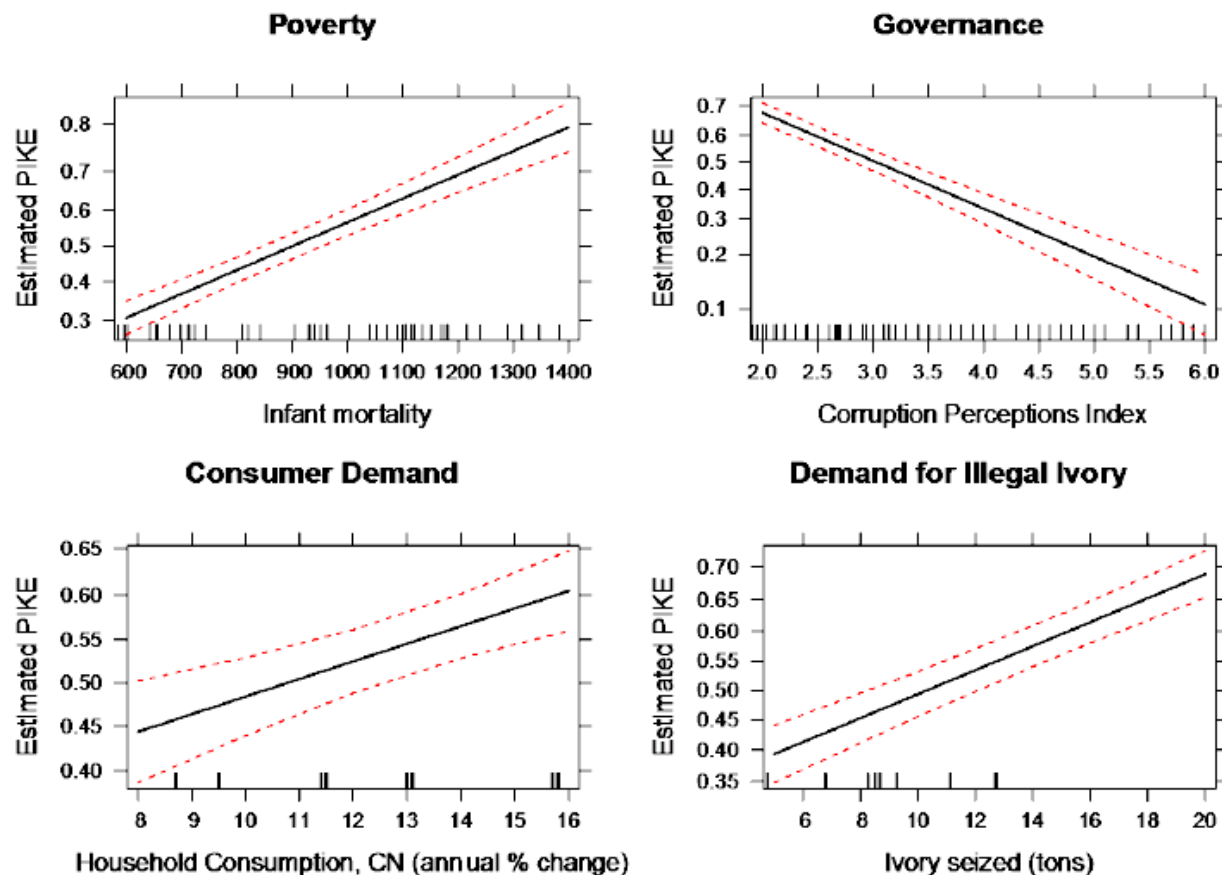 Poverty
Governance
Estimated PIKE
0.8
0.7
0.6
0.5
0.4
0.3
600 700 800 900 1000 1100 1200 1300 1400
Infant mortality
Estimated PIKE
0.7
0.6
0.5
0.4
0.3
0.2
0.1
2.0 2.5 3.0 3.5 4.0 4.5 5.0 5.5 6.0
Corruption Perceptions Index
Consumer Demand
Demand for Illegal Ivory
Estimated PIKE
0.65
0.60
0.55
0.50
0.45
0.40
8 9 10 11 12 13 14 15 16
Household Consumption, CN (annual % change)
Estimated PIKE
0.70
0.65
0.60
0.55
0.50
0.45
0.40
0.35
6 8 10 12 14 16 18 20
Ivory seized (tons)